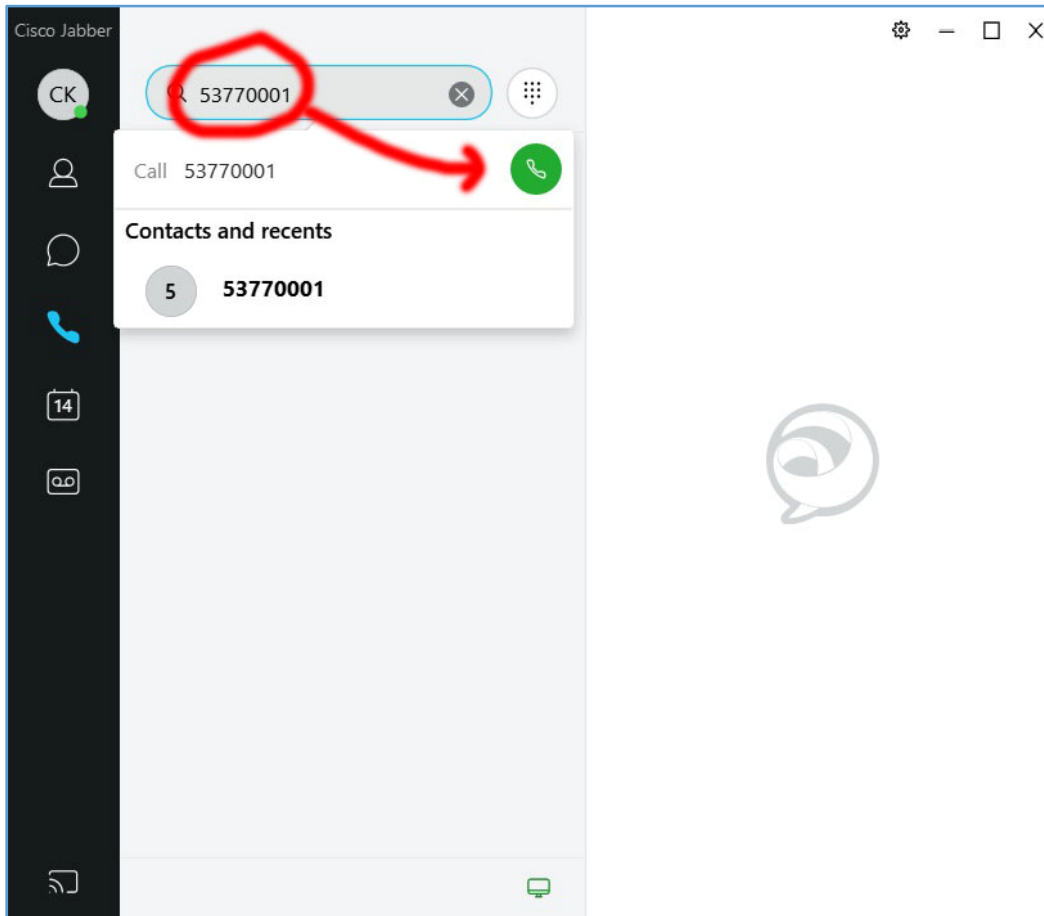 Cisco Jabber
CK
53770001
Call 53770001
Contacts and recents
5 53770001
14